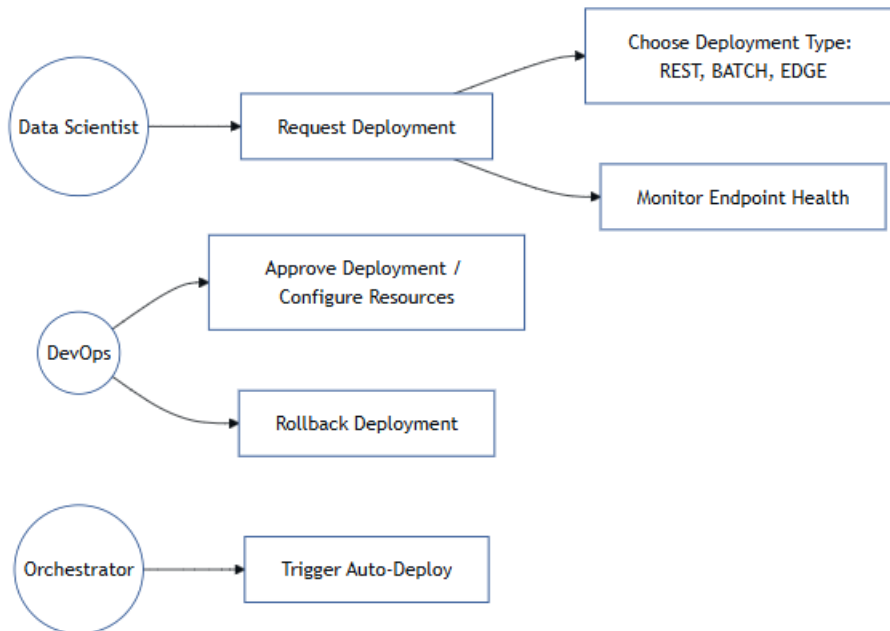 Data Scientist
Request Deployment
Choose Deployment Type:
REST, BATCH, EDGE
Monitor Endpoint Health
DevOps
Approve Deployment /
Configure Resources
Rollback Deployment
Orchestrator
Trigger Auto-Deploy